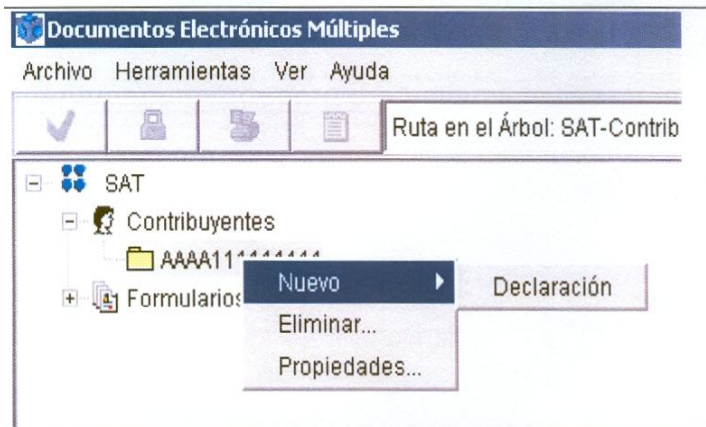 Documentos Electrónicos Múltiples
Archivo Herramientas Ver Ayuda
Ruta en el Árbol: SAT-Contrib
SAT
Contribuyentes
Formularios
Nuevo
Declaración
Eliminar...
Propiedades...